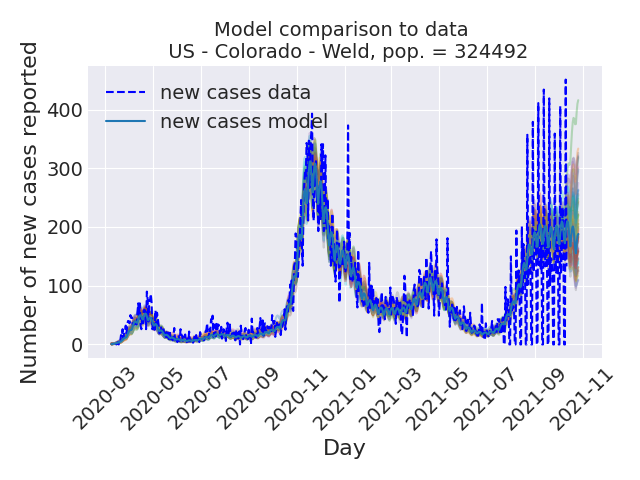 Model comparison to data
US - Colorado - Weld, pop. = 324492
Number of new cases reported
400
300
200
100
0
new cases data
new cases model
2020-03
2020-05
2020-07
2020-09
2020-11
2021-01
2021-03
2021-05
2021-07
2021-09
2021-11
Day